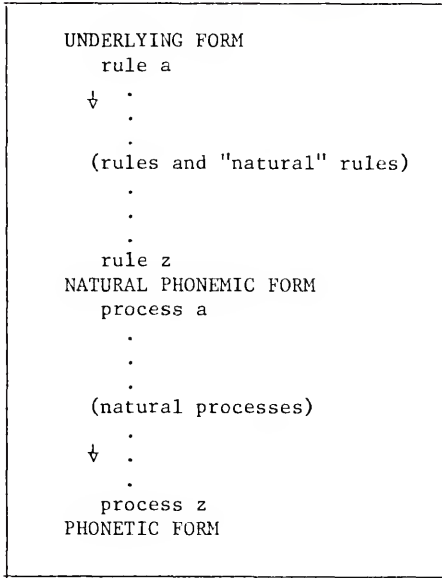 UNDERLYING FORM
rule a
.
.
.
(rules and "natural" rules)
.
.
.
rule z
NATURAL PHONEMIC FORM
process a
.
.
.
(natural processes)
.
.
.
process z
PHONETIC FORM